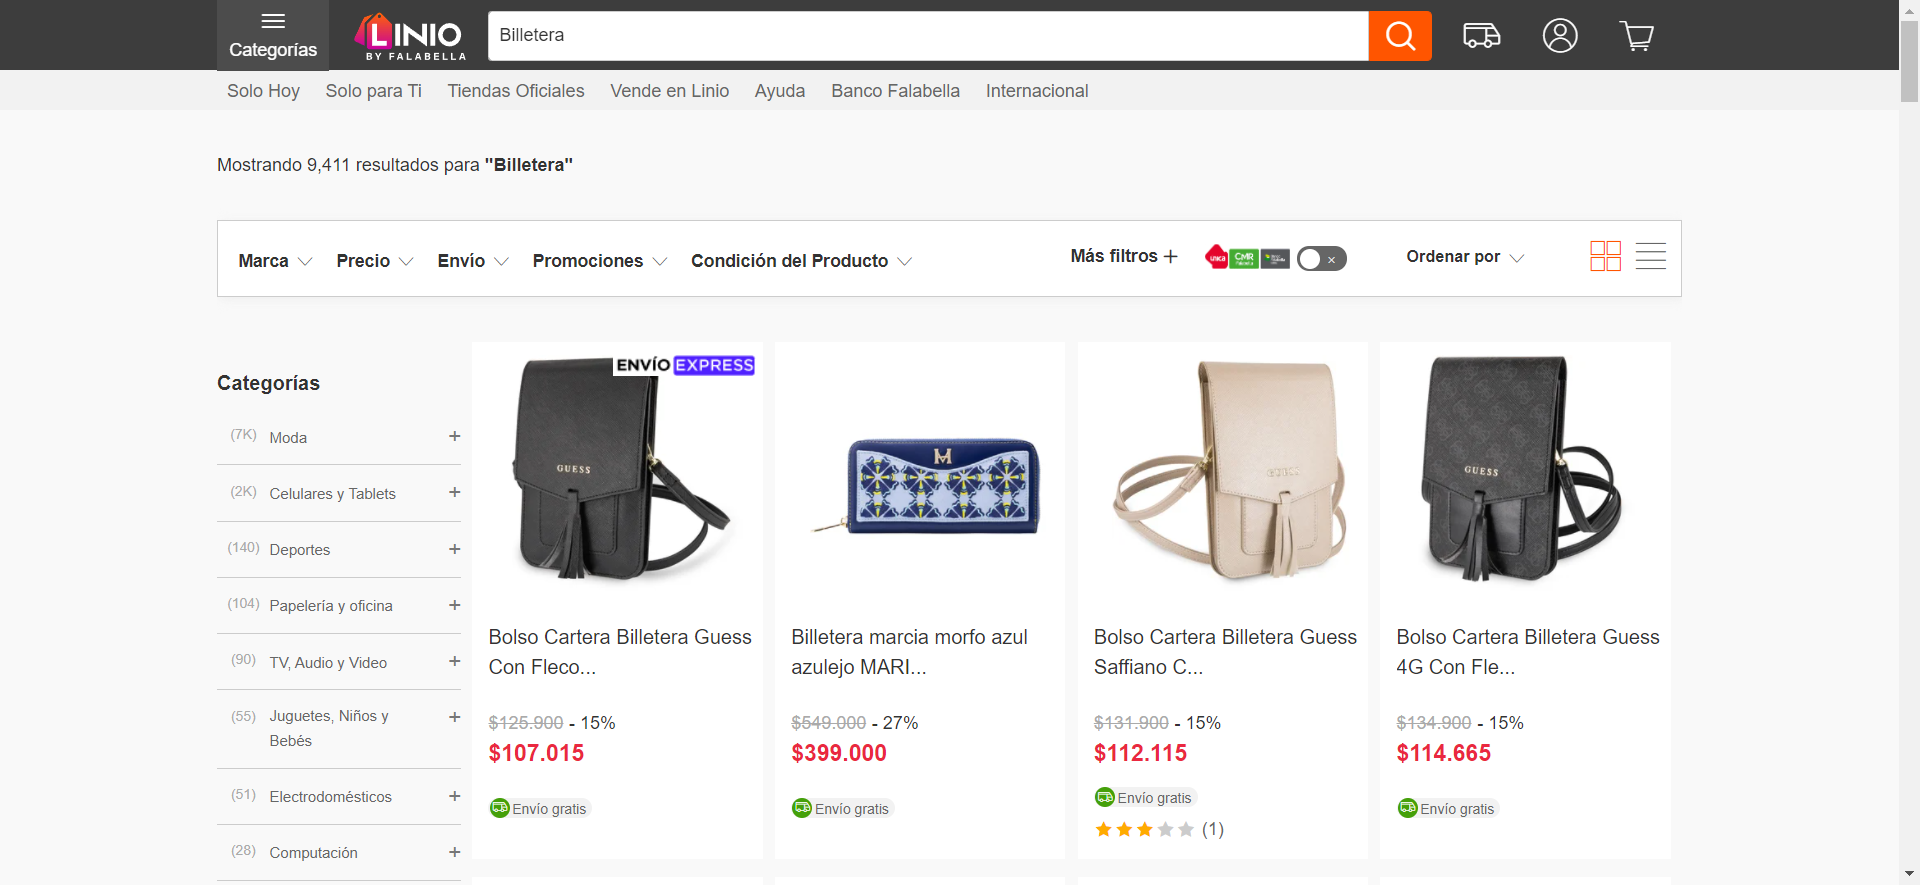 Categorías
LINIO
BY FALABELLA
Billetera
Solo Hoy
Solo para Ti
Tiendas Oficiales
Vende en Linio
Ayuda
Banco Falabella
Internacional
Mostrando 9,411 resultados para "Billetera"
Marca
Precio
Envío
Promociones
Condición del Producto
Más filtros
unica
CMR
Ordenar por
Categorías
(7K) Moda +
(2K) Celulares y Tablets +
(140) Deportes +
(104) Papelería y oficina +
(90) TV, Audio y Video +
(55) Juguetes, Niños y
Bebés +
(51) Electrodomésticos +
(28) Computación +
ENVÍO EXPRESS
GUESS
Bolso Cartera Billetera Guess
Con Fleco...
$125.900 - 15%
$107.015
Envío gratis
M
Billetera marcia morfo azul
azulejo MARI...
$549.000 - 27%
$399.000
Envío gratis
GUESS
Bolso Cartera Billetera Guess
Saffiano C...
$131.900 - 15%
$112.115
Envío gratis
(1)
GUESS
Bolso Cartera Billetera Guess
4G Con Fle...
$134.900 - 15%
$114.665
Envío gratis